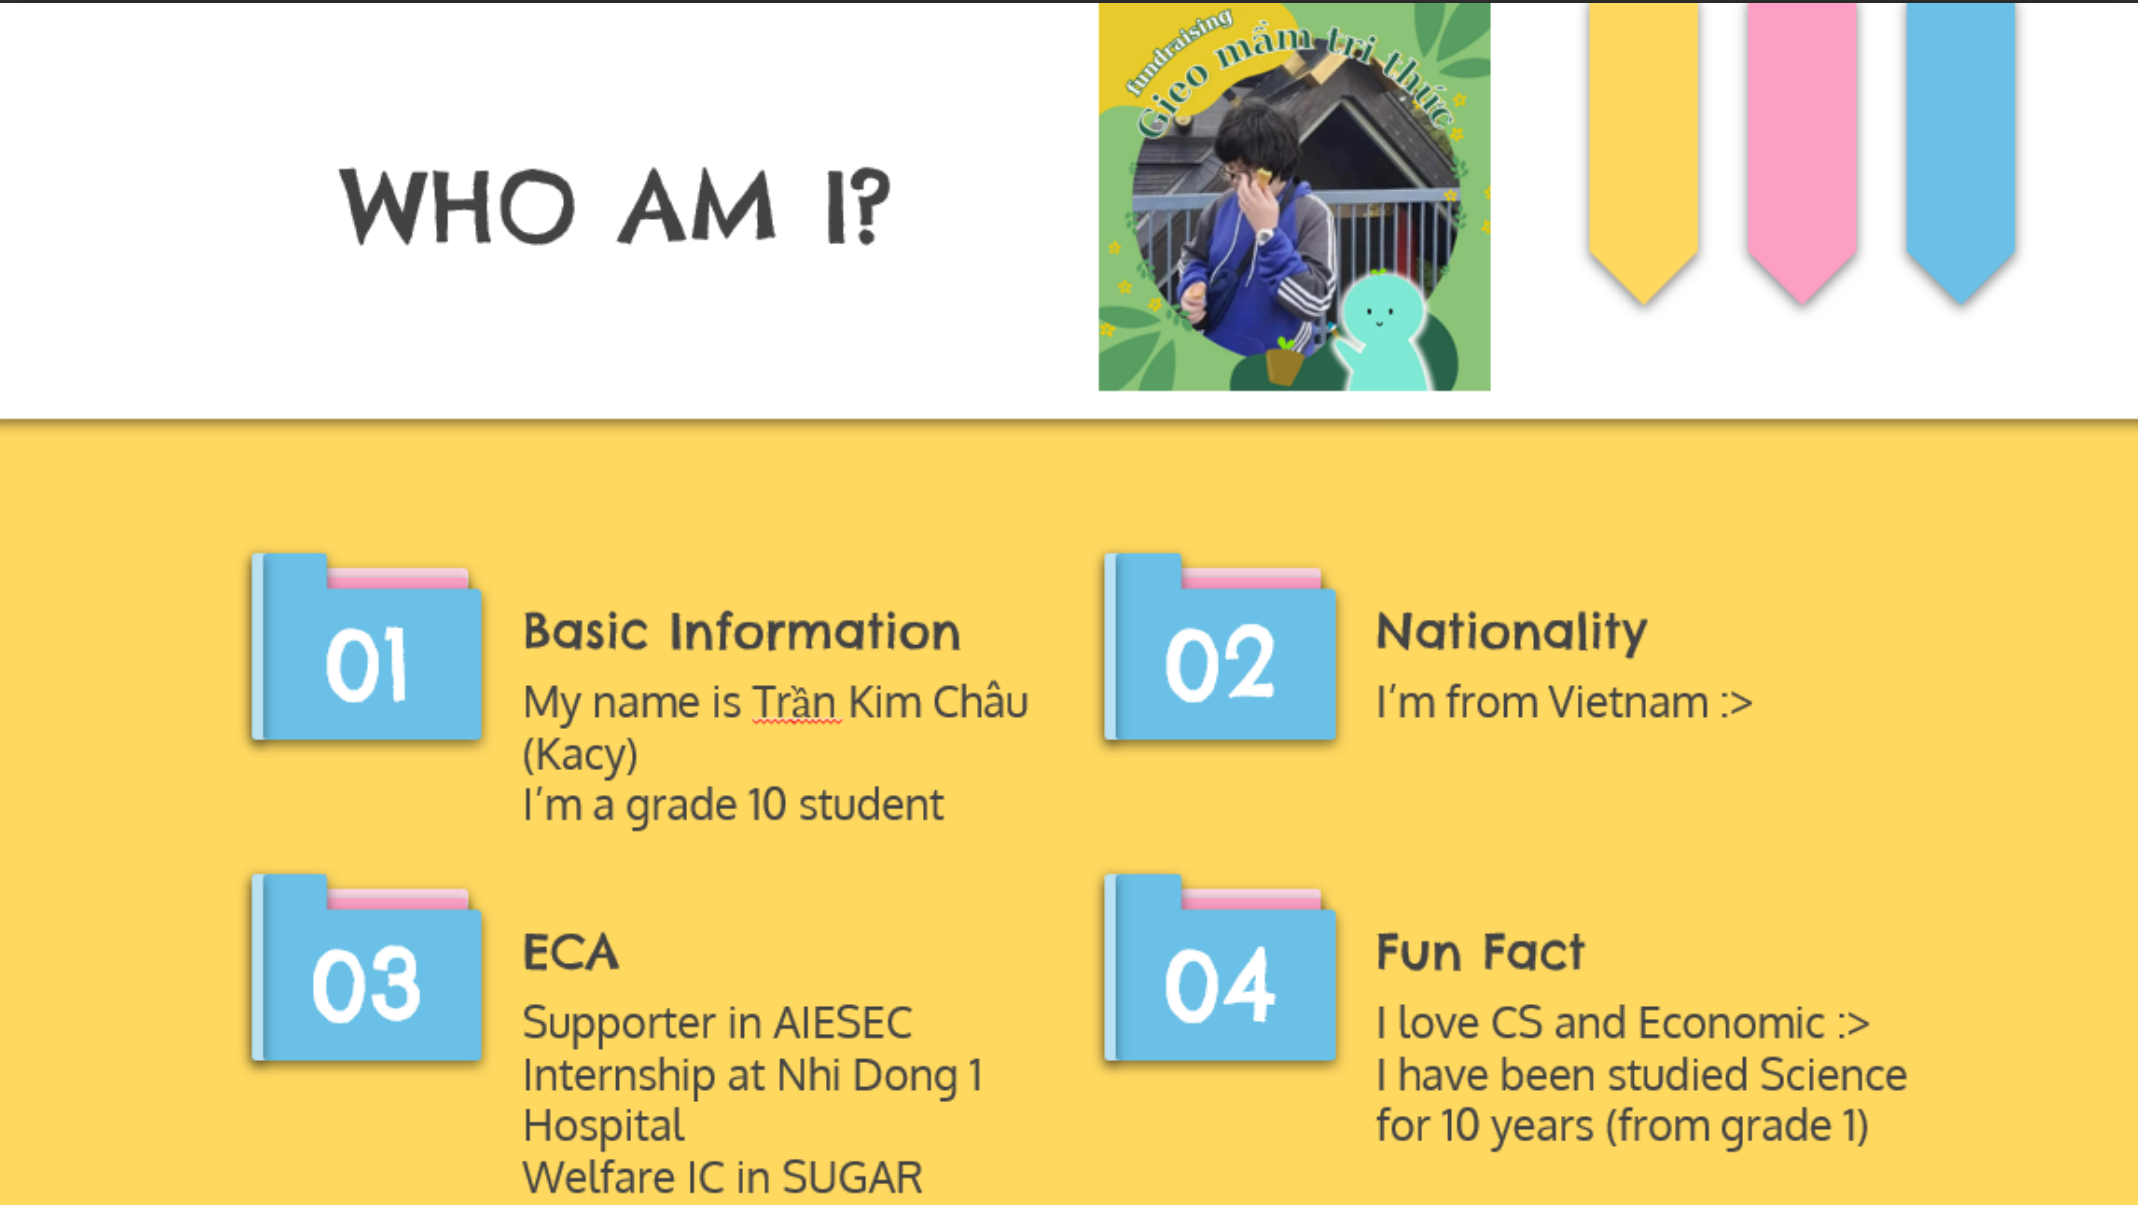 fundraising
Gieo mầm tri thức
WHO AM I?
01
Basic Information
My name is Trần Kim Châu
(Kacy)
I'm a grade 10 student
02
Nationality
I'm from Vietnam :>
03
ECA
Supporter in AIESEC
Internship at Nhi Dong 1
Hospital
Welfare IC in SUGAR
04
Fun Fact
I love CS and Economic :>
I have been studied Science
for 10 years (from grade 1)